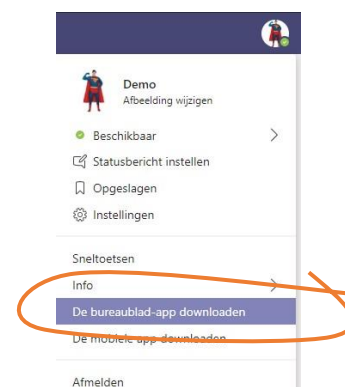 Demo
Afbeelding wijzigen
Beschikbaar
Statusbericht instellen
Opgeslagen
Instellingen
Sneltoetsen
Info
De bureaublad-app downloaden
De mobiele app downloaden
Afmelden